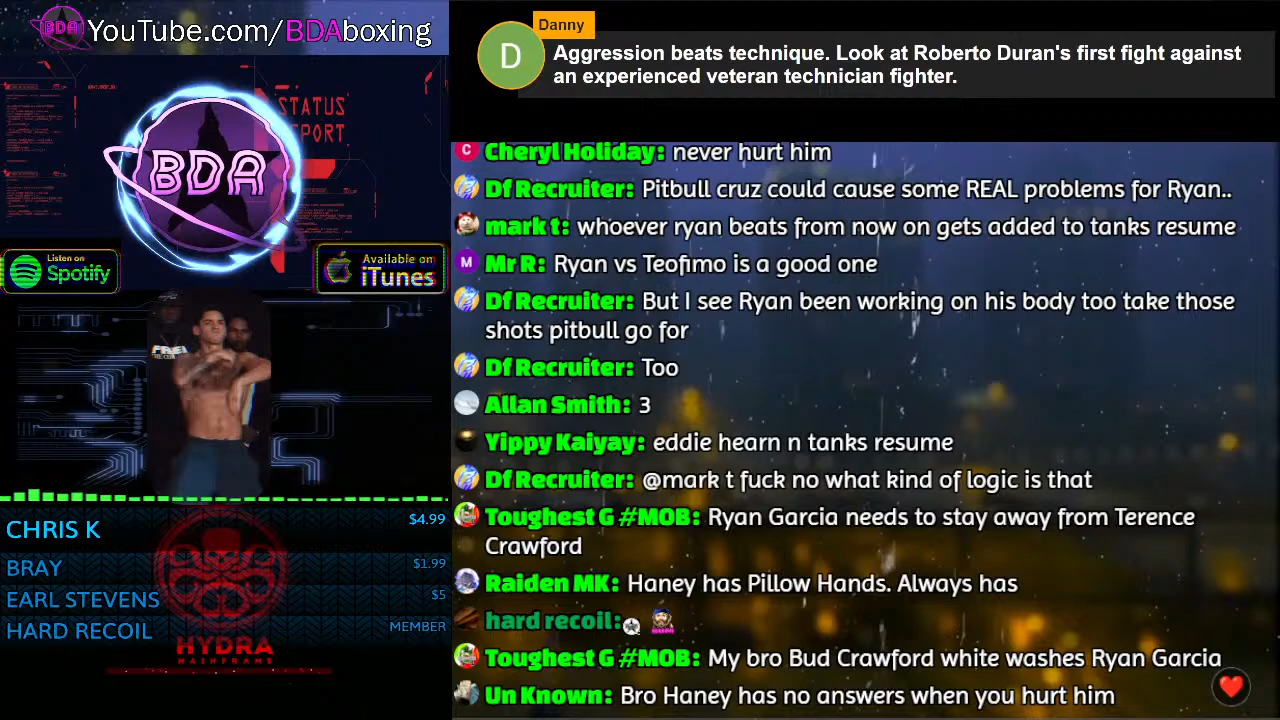 YouTube.com/BDAboxing
BDA
STATUS
BDA
Listen on
Spotify
Available on
iTunes
CHRIS K $4.99
BRAY $1.99
EARL STEVENS $5
HARD RECOIL MEMBER
HYDRA
MAINFRAME
Danny
D
Aggression beats technique. Look at Roberto Duran's first fight against
an experienced veteran technician fighter.
C Cheryl Holiday: never hurt him
Df Recruiter: Pitbull cruz could cause some REAL problems for Ryan..
mark t: whoever ryan beats from now on gets added to tanks resume
M Mr R: Ryan vs Teofimo is a good one
Df Recruiter: But I see Ryan been working on his body too take those
shots pitbull go for
Df Recruiter: Too
Allan Smith: 3
Yippy Kaiyay: eddie hearn n tanks resume
Df Recruiter: @mark t fuck no what kind of logic is that
Toughest G #MOB: Ryan Garcia needs to stay away from Terence
Crawford
Raiden MK: Haney has Pillow Hands. Always has
hard recoil:
Toughest G #MOB: My bro Bud Crawford white washes Ryan Garcia
Un Known: Bro Haney has no answers when you hurt him